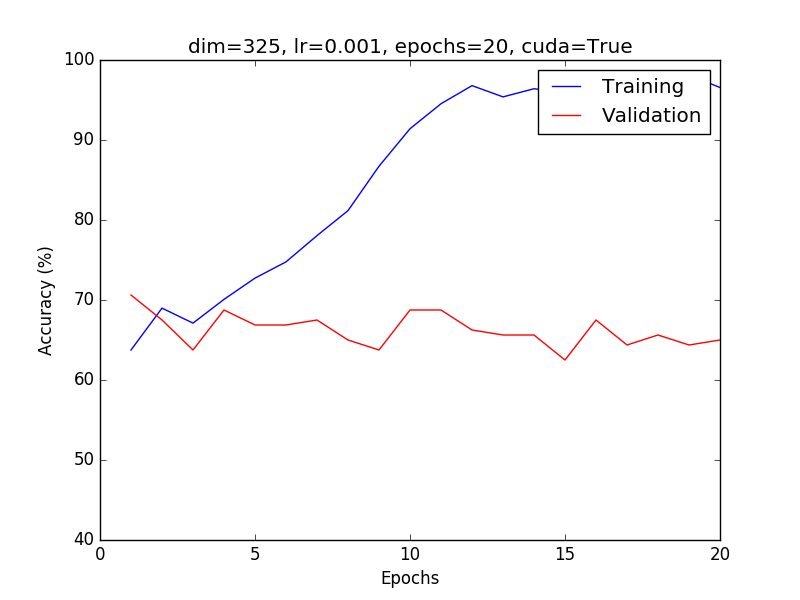 dim=325, lr=0.001, epochs=20, cuda=True
100
90
80
70
60
50
40
Accuracy (%)
Training
Validation
0 5 10 15 20
Epochs